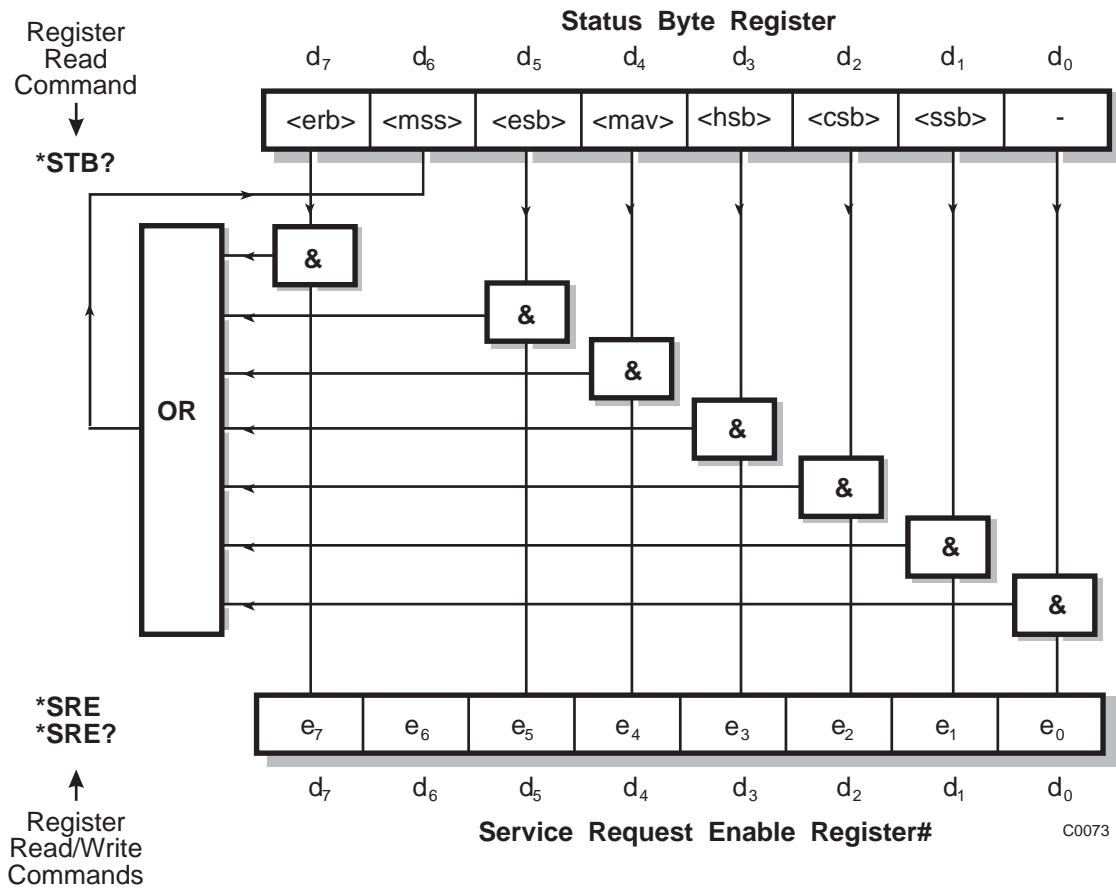 Status Byte Register
Register
Read
Command
d₇ d₆ d₅ d₄ d₃ d₂ d₁ d₀
<erb> <mss> <esb> <mav> <hsb> <csb> <ssb> -
*STB?
&
&
&
OR
&
&
&
&
*SRE
*SRE?
e₇ e₆ e₅ e₄ e₃ e₂ e₁ e₀
d₇ d₆ d₅ d₄ d₃ d₂ d₁ d₀
Register
Read/Write
Commands
Service Request Enable Register#
C0073